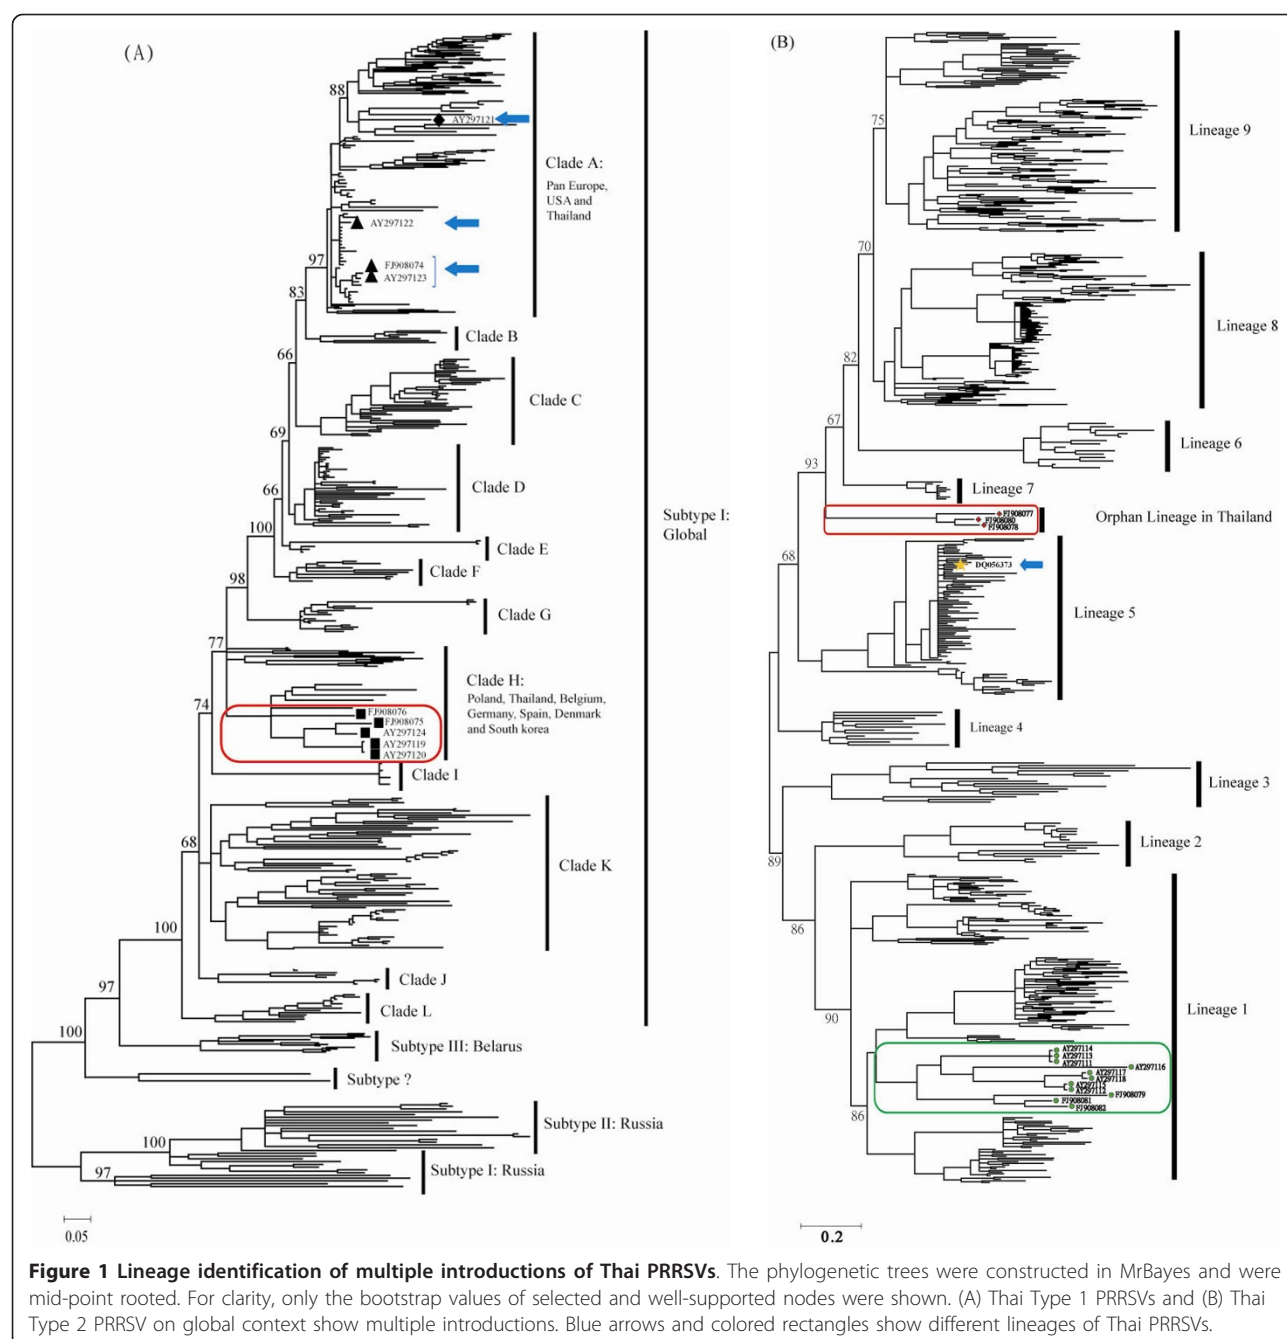 (A)
88
AY297121
Clade A:
Pan Europe,
USA and
Thailand
AY297122
FJ908074
AY297123
97
83
Clade B
66
Clade C
69
Clade D
66
100
Clade E
Clade F
98
Clade G
77
Clade H:
Poland, Thailand, Belgium,
Germany, Spain, Denmark
and South korea
74
FJ908076
FJ908075
AY297124
AY297119
AY297120
Clade I
68
Clade K
100
Clade J
97
Clade L
100
Subtype III: Belarus
Subtype ?
Subtype II: Russia
100
Subtype I: Russia
97
0.05
Subtype I:
Global
(B)
75
Lineage 9
70
Lineage 8
82
67
Lineage 6
93
Lineage 7
FJ908077
FJ908080
FJ908078
Orphan Lineage in Thailand
68
DQ056373
Lineage 5
Lineage 4
Lineage 3
89
Lineage 2
86
Lineage 1
90
AY297114
AY297113
AY297111
AY297116
AY297117
AY297118
AY297115
AY297112
FJ908079
FJ908081
FJ908082
86
0.2
Figure 1 Lineage identification of multiple introductions of Thai PRRSVs. The phylogenetic trees were constructed in MrBayes and were
mid-point rooted. For clarity, only the bootstrap values of selected and well-supported nodes were shown. (A) Thai Type 1 PRRSVs and (B) Thai
Type 2 PRRSV on global context show multiple introductions. Blue arrows and colored rectangles show different lineages of Thai PRRSVs.